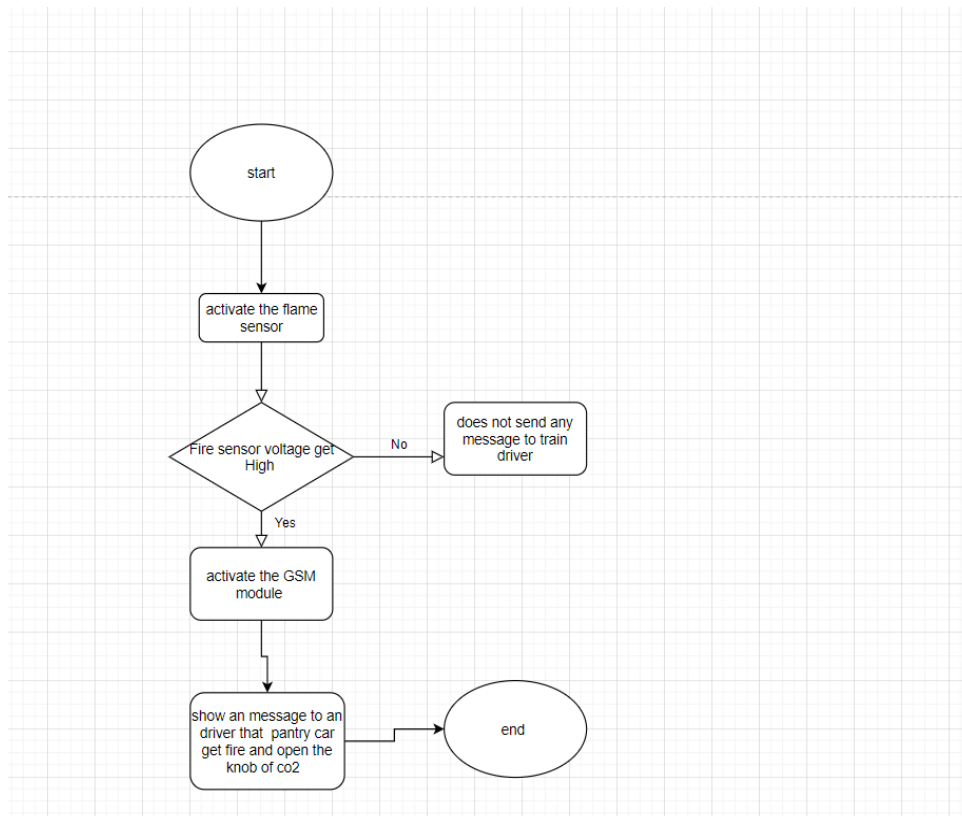 start
activate the flame
sensor
Fire sensor voltage get
High
No
does not send any
message to train
driver
Yes
activate the GSM
module
show an message to an
driver that pantry car
get fire and open the
knob of co2
end